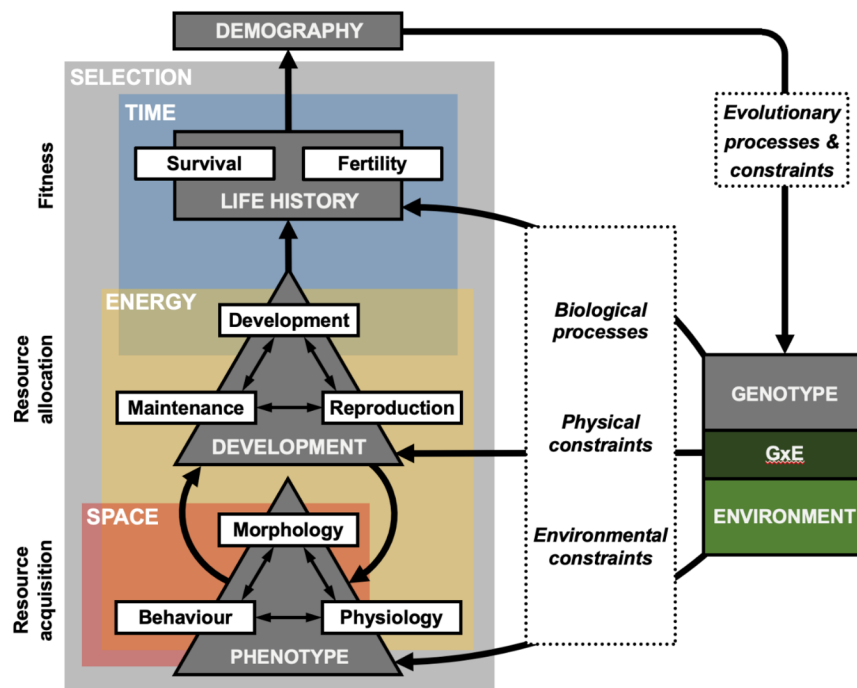 DEMOGRAPHY
SELECTION
TIME
Survival
Fertility
LIFE HISTORY
Fitness
ENERGY
Development
Maintenance
Reproduction
DEVELOPMENT
Resource
allocation
SPACE
Morphology
Behaviour
Physiology
PHENOTYPE
Resource
acquisition
Evolutionary
processes &
constraints
Biological
processes
Physical
constraints
Environmental
constraints
GENOTYPE
GxE
ENVIRONMENT